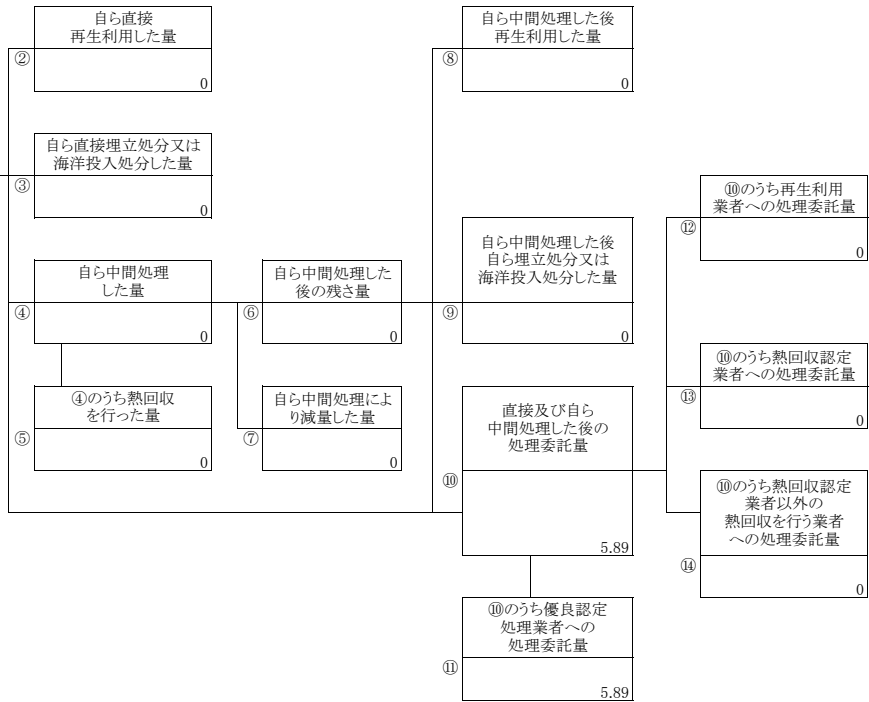 自ら直接
再生利用した量
②
0
自ら直接埋立処分又は
海洋投入処分した量
③
0
自ら中間処理
した量
④
0
④のうち熱回収
を行った量
⑤
0
自ら中間処理した
後の残さ量
⑥
0
自ら中間処理によ
り減量した量
⑦
0
自ら中間処理した後
再生利用した量
⑧
0
自ら中間処理した後
自ら埋立処分又は
海洋投入処分した量
⑨
0
直接及び自ら
中間処理した後の
処理委託量
⑩
5.89
⑩のうち優良認定
処理業者への
処理委託量
⑪
5.89
⑩のうち再生利用
業者への処理委託量
⑫
0
⑩のうち熱回収認定
業者への処理委託量
⑬
0
⑩のうち熱回収認定
業者以外の
熱回収を行う業者
への処理委託量
⑭
0